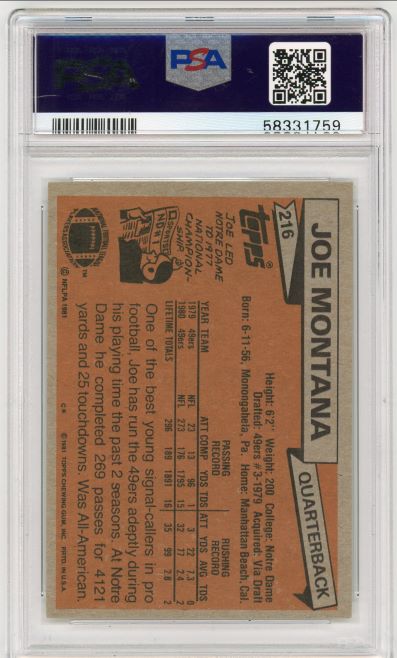 PSA
PSA
58331759
216
JOE MONTANA
QUARTERBACK
topps®
Height: 6'2" Weight: 200 College: Notre Dame
Drafted: 49ers #3-1979 Acquired: Via Draft
Born: 6-11-56, Monongahela, Pa. Home: Manhattan Beach, Cal.
JOE LED
NOTRE DAME
TO 1977
NATIONAL
CHAMPION-
SHIP.
PASSING RECORD RUSHING RECORD
YEAR TEAM ATT COMP YDS TDS ATT YDS AVG TDS
1979 49ers NFL 23 13 96 1 3 22 7.3 0
1980 49ers NFL 273 176 1795 15 32 77 2.4 2
LIFETIME TOTALS 296 189 1891 16 35 99 2.8 2
One of the best young signal-callers in pro
football, Joe has run the 49ers adeptly during
his playing time the past 2 seasons. At Notre
Dame he completed 269 passes for 4121
yards and 25 touchdowns. Was All-American.
© NFLPA 1981
C* © 1981 TOPPS CHEWING GUM, INC. PRTD. IN U.S.A.